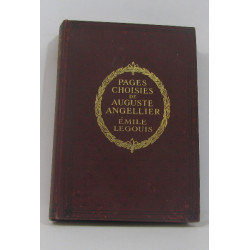 PAGES
CHOISIES
DE
AUGUSTE
ANGELLIER
ÉMILE
LEGOUIS